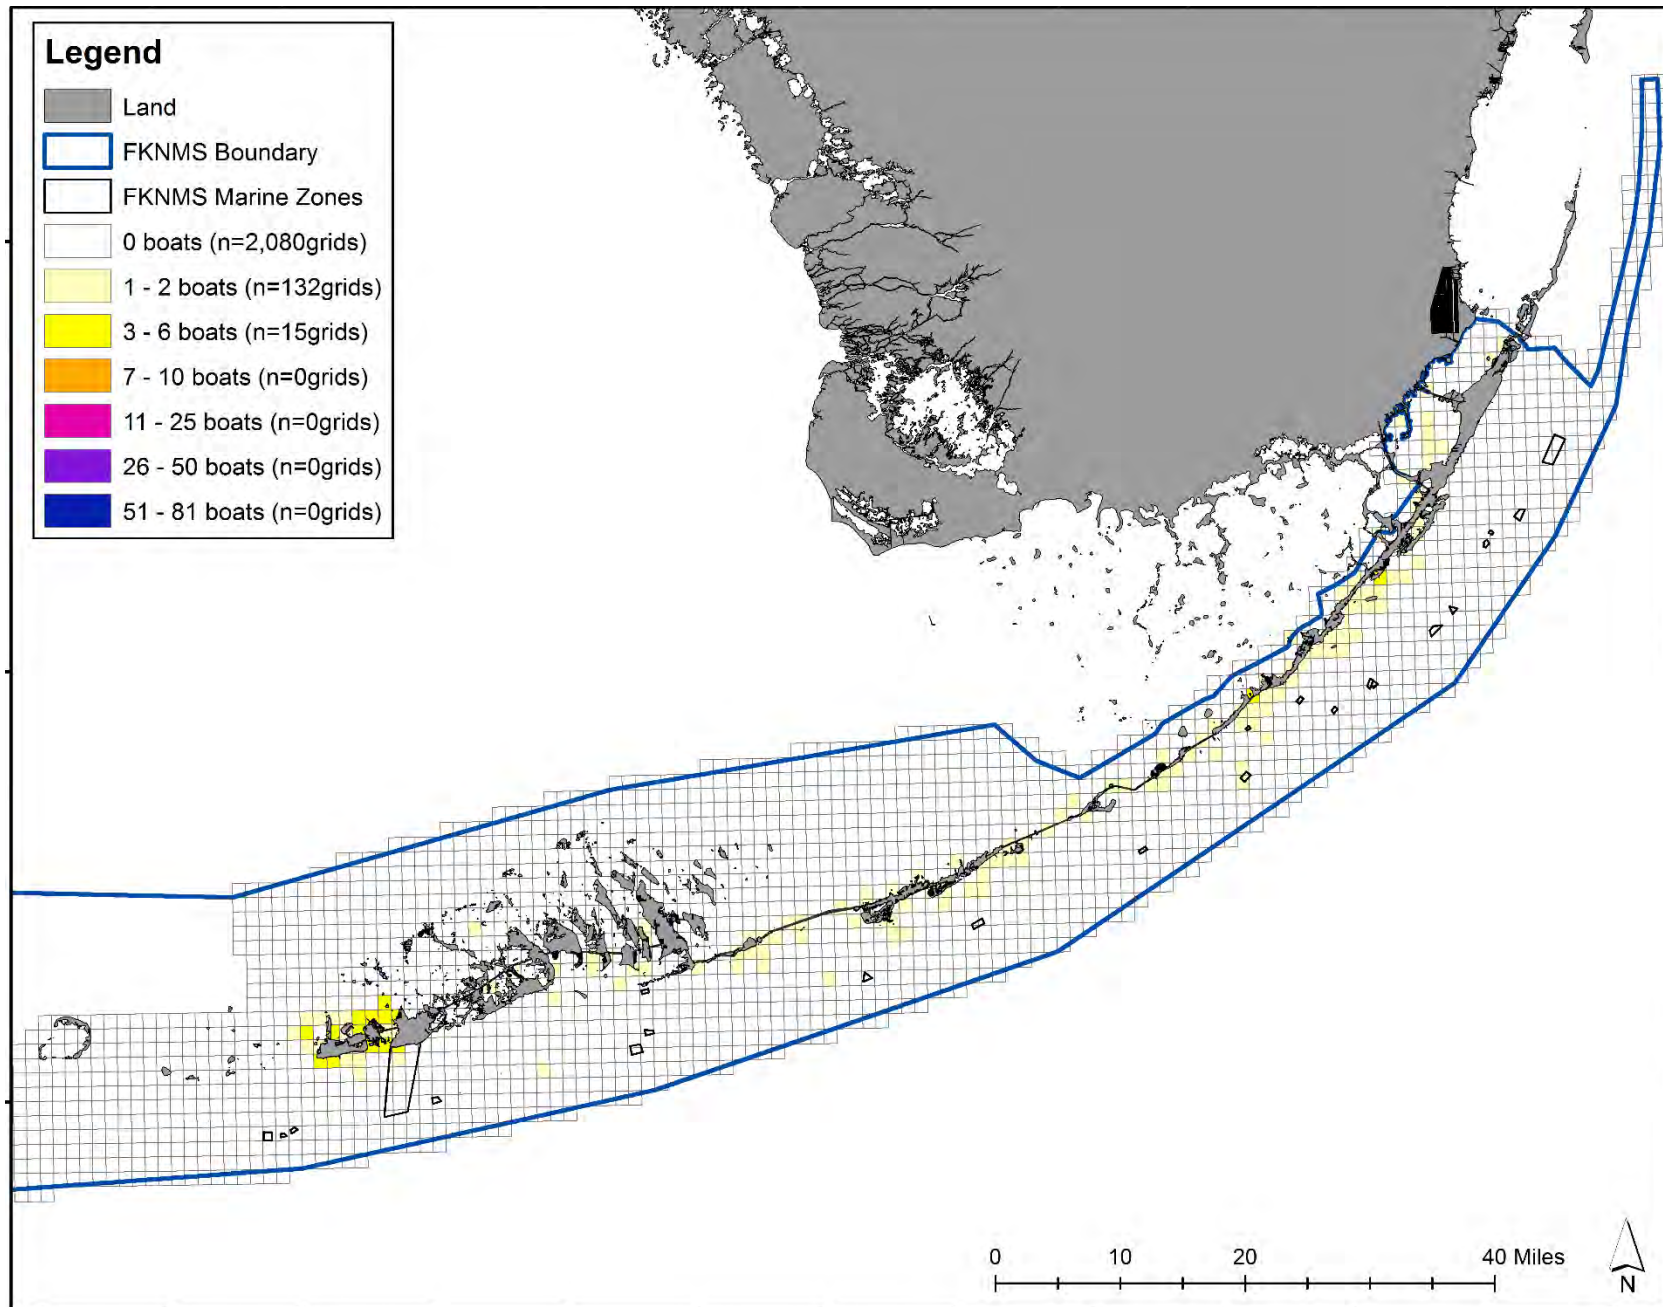 Legend
Land
FKNMS Boundary
FKNMS Marine Zones
0 boats (n=2,080grids)
1 - 2 boats (n=132grids)
3 - 6 boats (n=15grids)
7 - 10 boats (n=0grids)
11 - 25 boats (n=0grids)
26 - 50 boats (n=0grids)
51 - 81 boats (n=0grids)
0 10 20 40 Miles
N